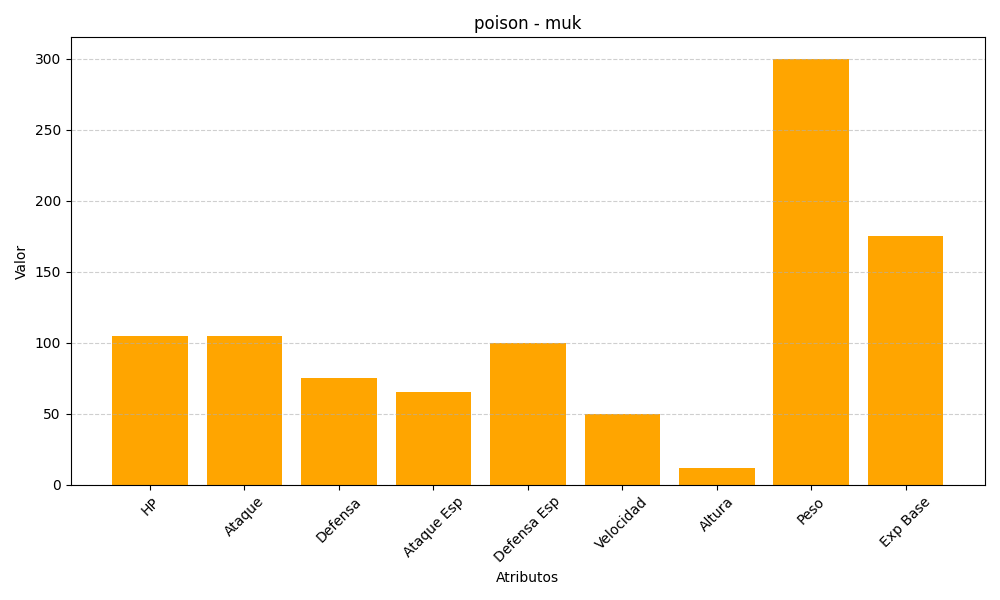 poison - muk
300
250
200
150
100
50
0
Valor
HP
Ataque
Defensa
Ataque Esp
Defensa Esp
Velocidad
Altura
Peso
Exp Base
Atributos